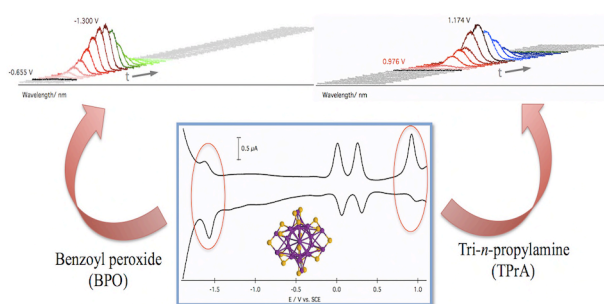 -1.300 V
-0.655 V
t
Wavelength/ nm
1.174 V
0.976 V
t
Wavelength/ nm
0.5 µA
Benzoyl peroxide
(BPO)
Tri-n-propylamine
(TPrA)
-1.5 -1.0 -0.5 0.0 0.5 1.0
E / V vs. SCE